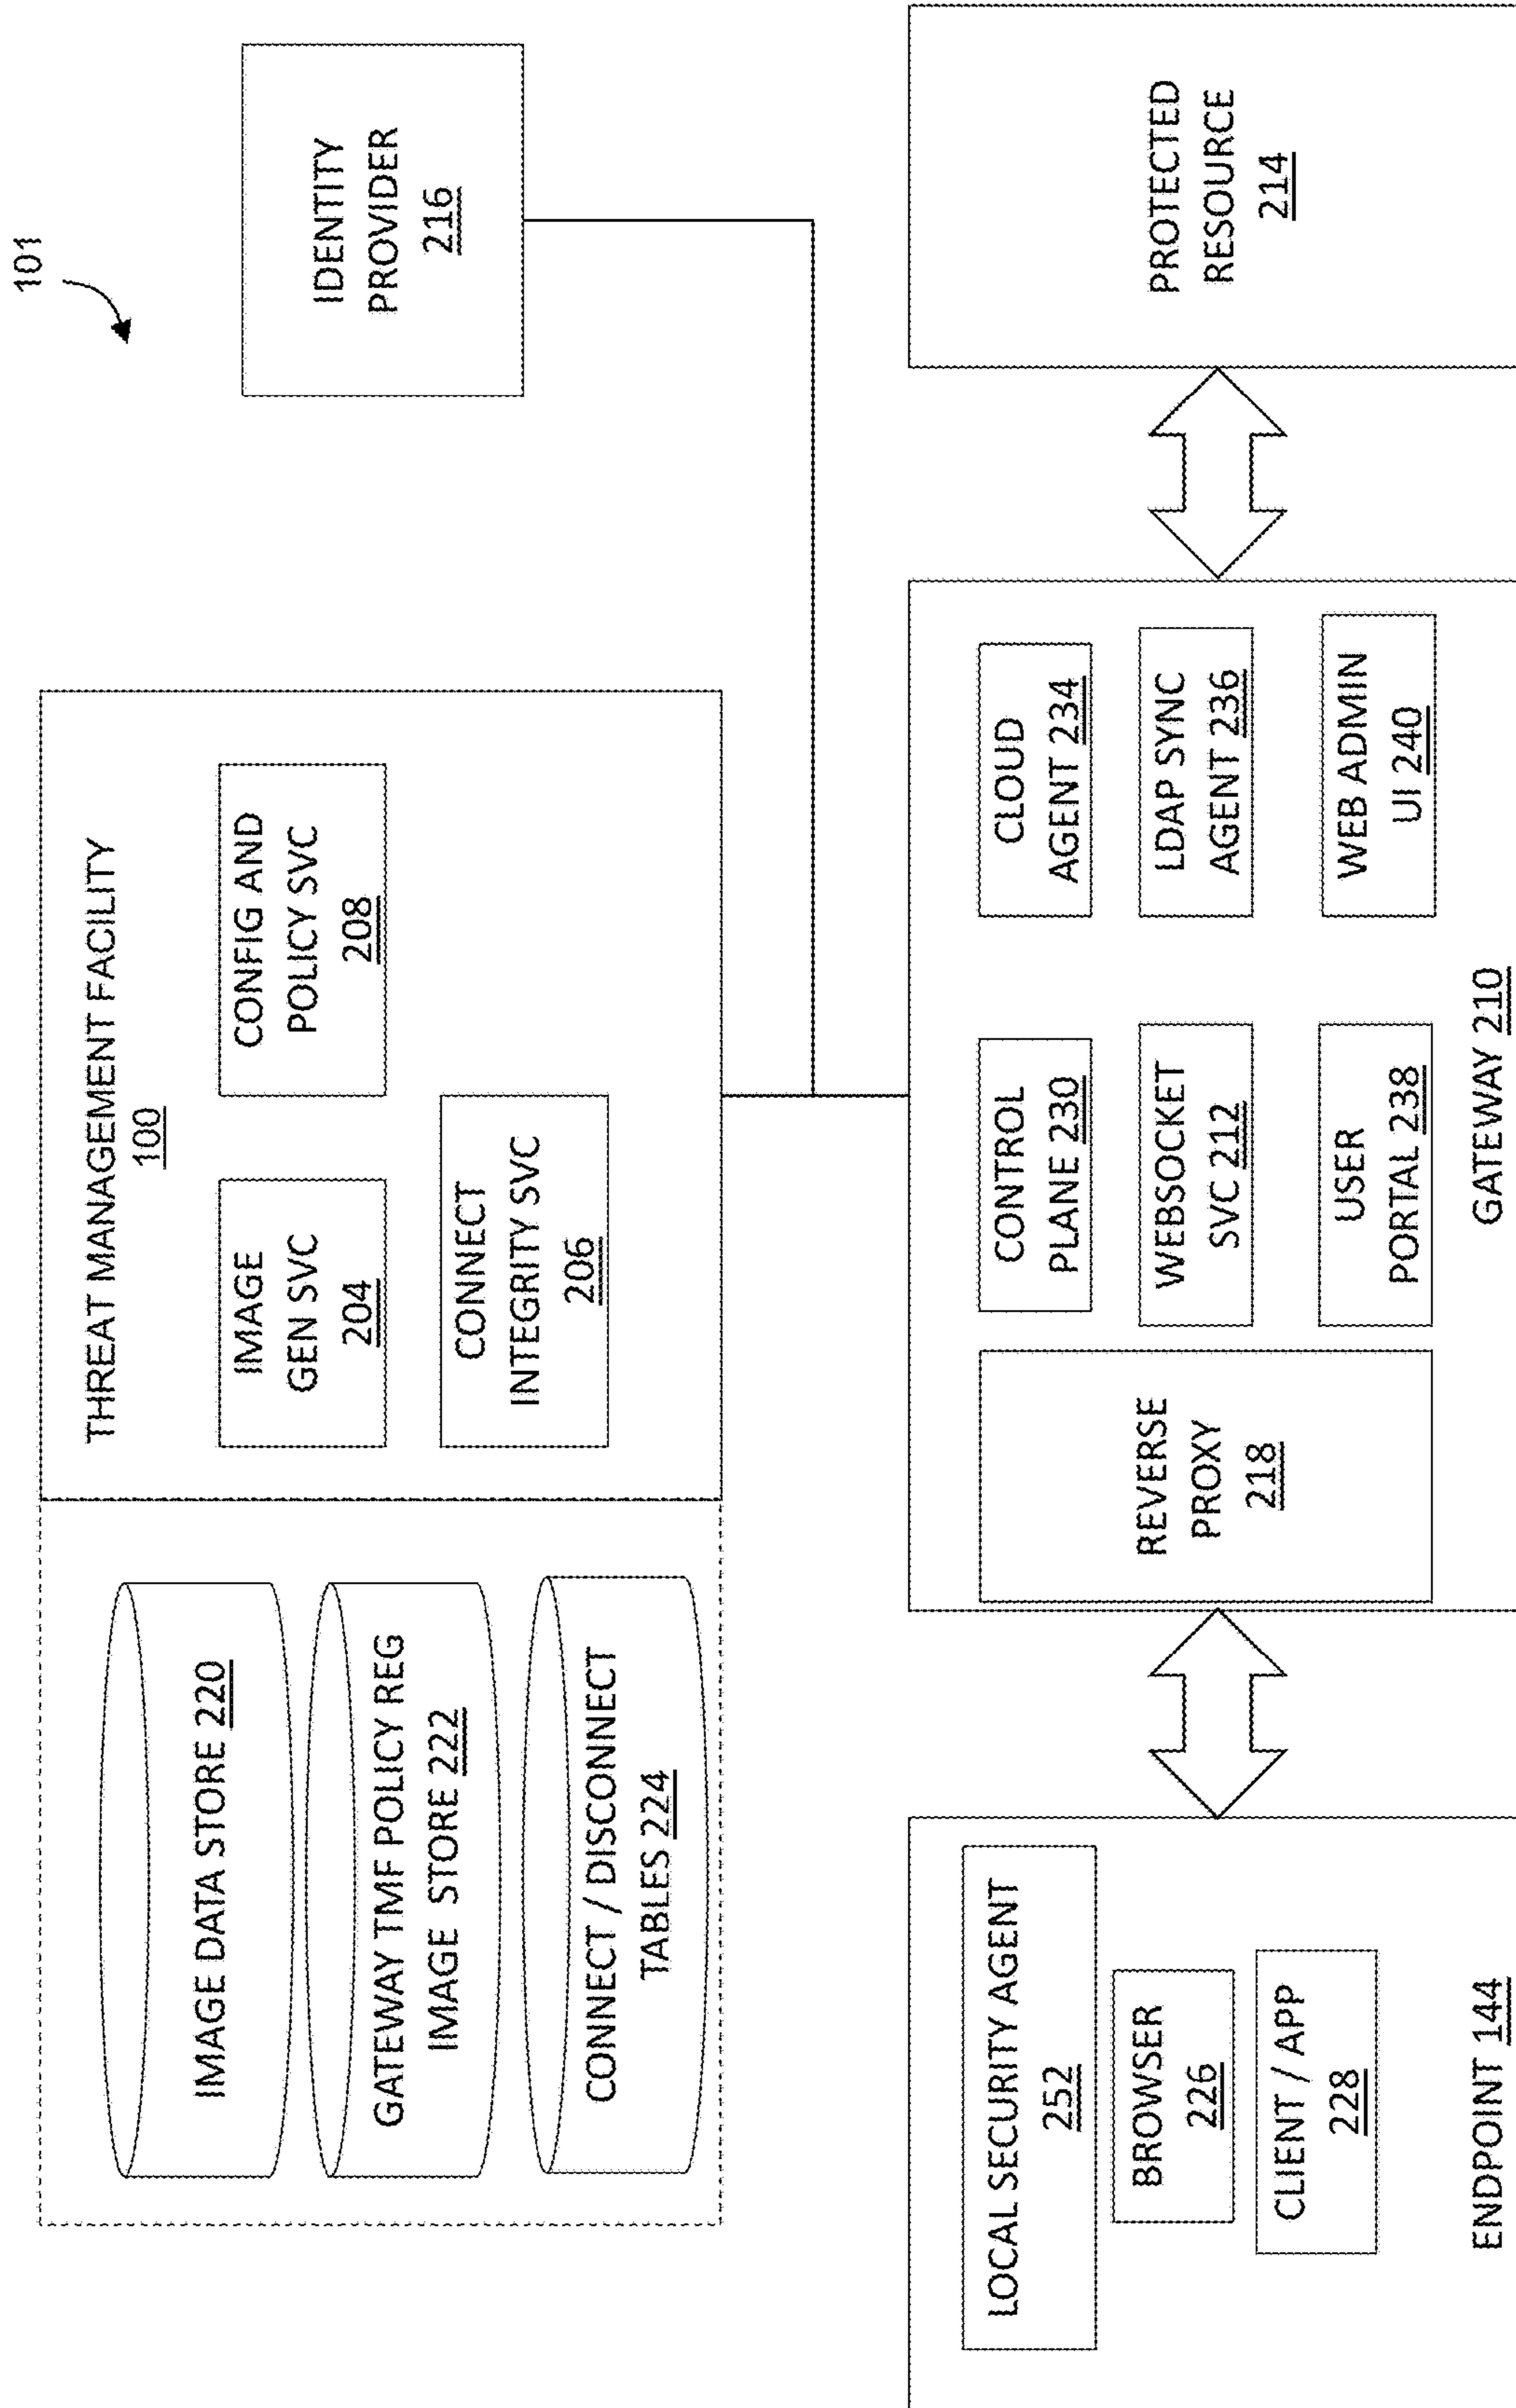 101
IMAGE DATA STORE 220
GATEWAY TMF POLICY REG
IMAGE STORE 222
CONNECT / DISCONNECT
TABLES 224
THREAT MANAGEMENT FACILITY
100
IMAGE
GEN SVC
204
CONFIG AND
POLICY SVC
208
CONNECT
INTEGRITY SVC
206
IDENTITY
PROVIDER
216
LOCAL SECURITY AGENT
252
BROWSER
226
CLIENT / APP
228
ENDPOINT 144
REVERSE
PROXY
218
CONTROL
PLANE 230
CLOUD
AGENT 234
WEBSOCKET
SVC 212
LDAP SYNC
AGENT 236
USER
PORTAL 238
WEB ADMIN
UI 240
GATEWAY 210
PROTECTED
RESOURCE
214